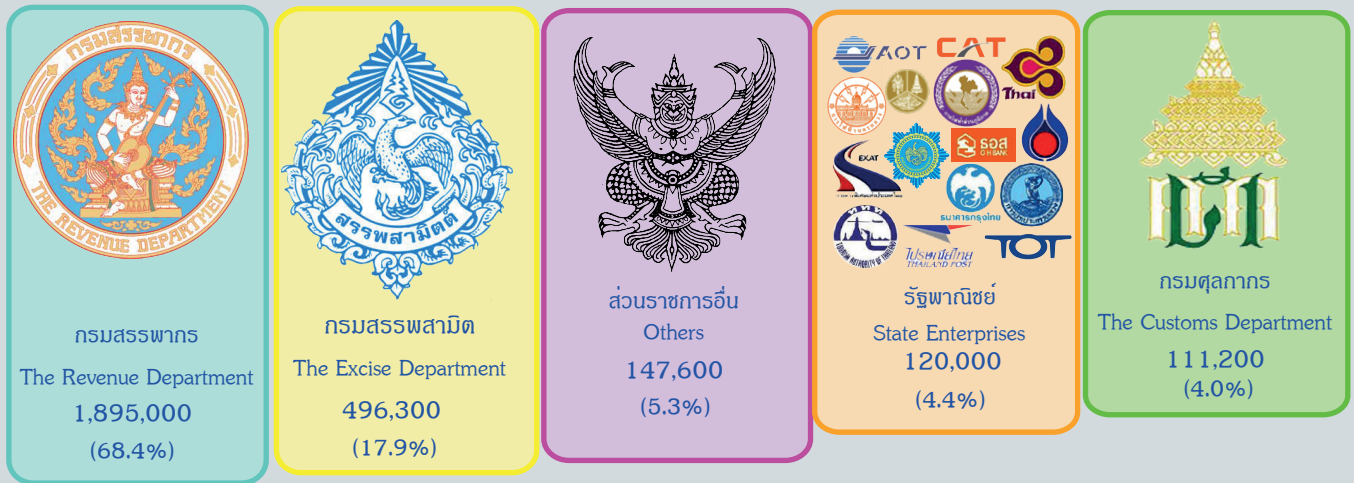 กรมสรรพากร
THE REVENUE DEPARTMENT
กรมสรรพากร
The Revenue Department
1,895,000
(68.4%)
สรรพสามิตต์
กรมสรรพสามิต
The Excise Department
496,300
(17.9%)
ส่วนราชการอื่น
Others
147,600
(5.3%)
AOT
CAT
Thai
EXAT
ธอส
G H BANK
ธนาคารกรุงไทย
ททท
TOURISM AUTHORITY OF THAILAND
ไปรษณีย์ไทย
THAILAND POST
TOT
รัฐพาณิชย์
State Enterprises
120,000
(4.4%)
กรมศุลกากร
The Customs Department
111,200
(4.0%)